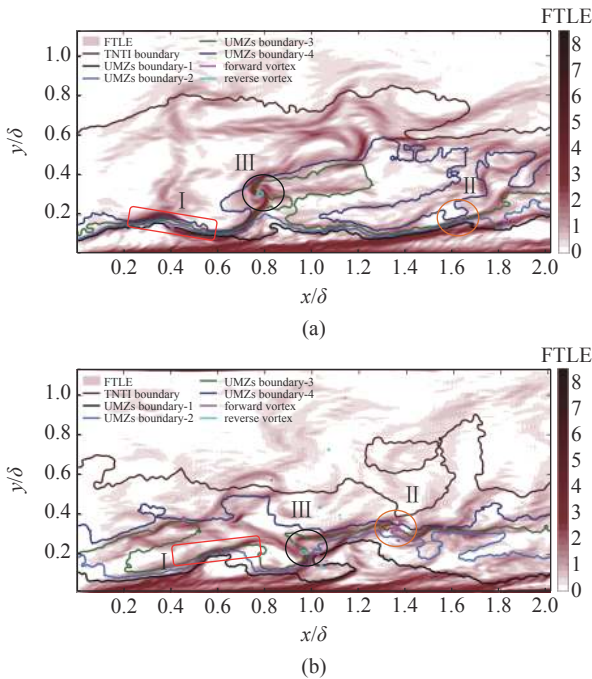 FTLE
FTLE
TNTI boundary
UMZs boundary-1
UMZs boundary-2
UMZs boundary-3
UMZs boundary-4
forward vortex
reverse vortex
1.0
0.8
0.6
0.4
0.2
y/δ
I
III
II
8
7
6
5
4
3
2
1
0
0.2 0.4 0.6 0.8 1.0 1.2 1.4 1.6 1.8 2.0
x/δ
(a)
FTLE
FTLE
TNTI boundary
UMZs boundary-1
UMZs boundary-2
UMZs boundary-3
UMZs boundary-4
forward vortex
reverse vortex
1.0
0.8
0.6
0.4
0.2
y/δ
I
III
II
8
7
6
5
4
3
2
1
0
0.2 0.4 0.6 0.8 1.0 1.2 1.4 1.6 1.8 2.0
x/δ
(b)